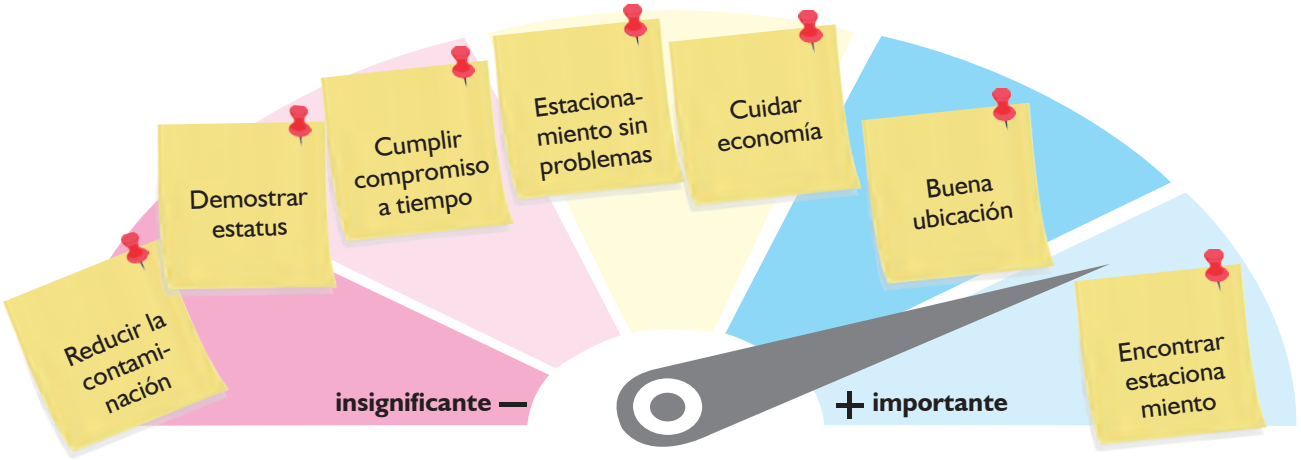 Reducir la
contami-
nación
Demostrar
estatus
Cumplir
compromiso
a tiempo
Estaciona-
miento sin
problemas
Cuidar
economía
Buena
ubicación
Encontrar
estaciona
miento
insignificante –
+ importante